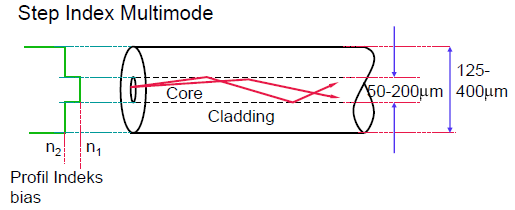 Step Index Multimode
Core
Cladding
50-200μm
125-
400μm
n2 n1
Profil Indeks
bias